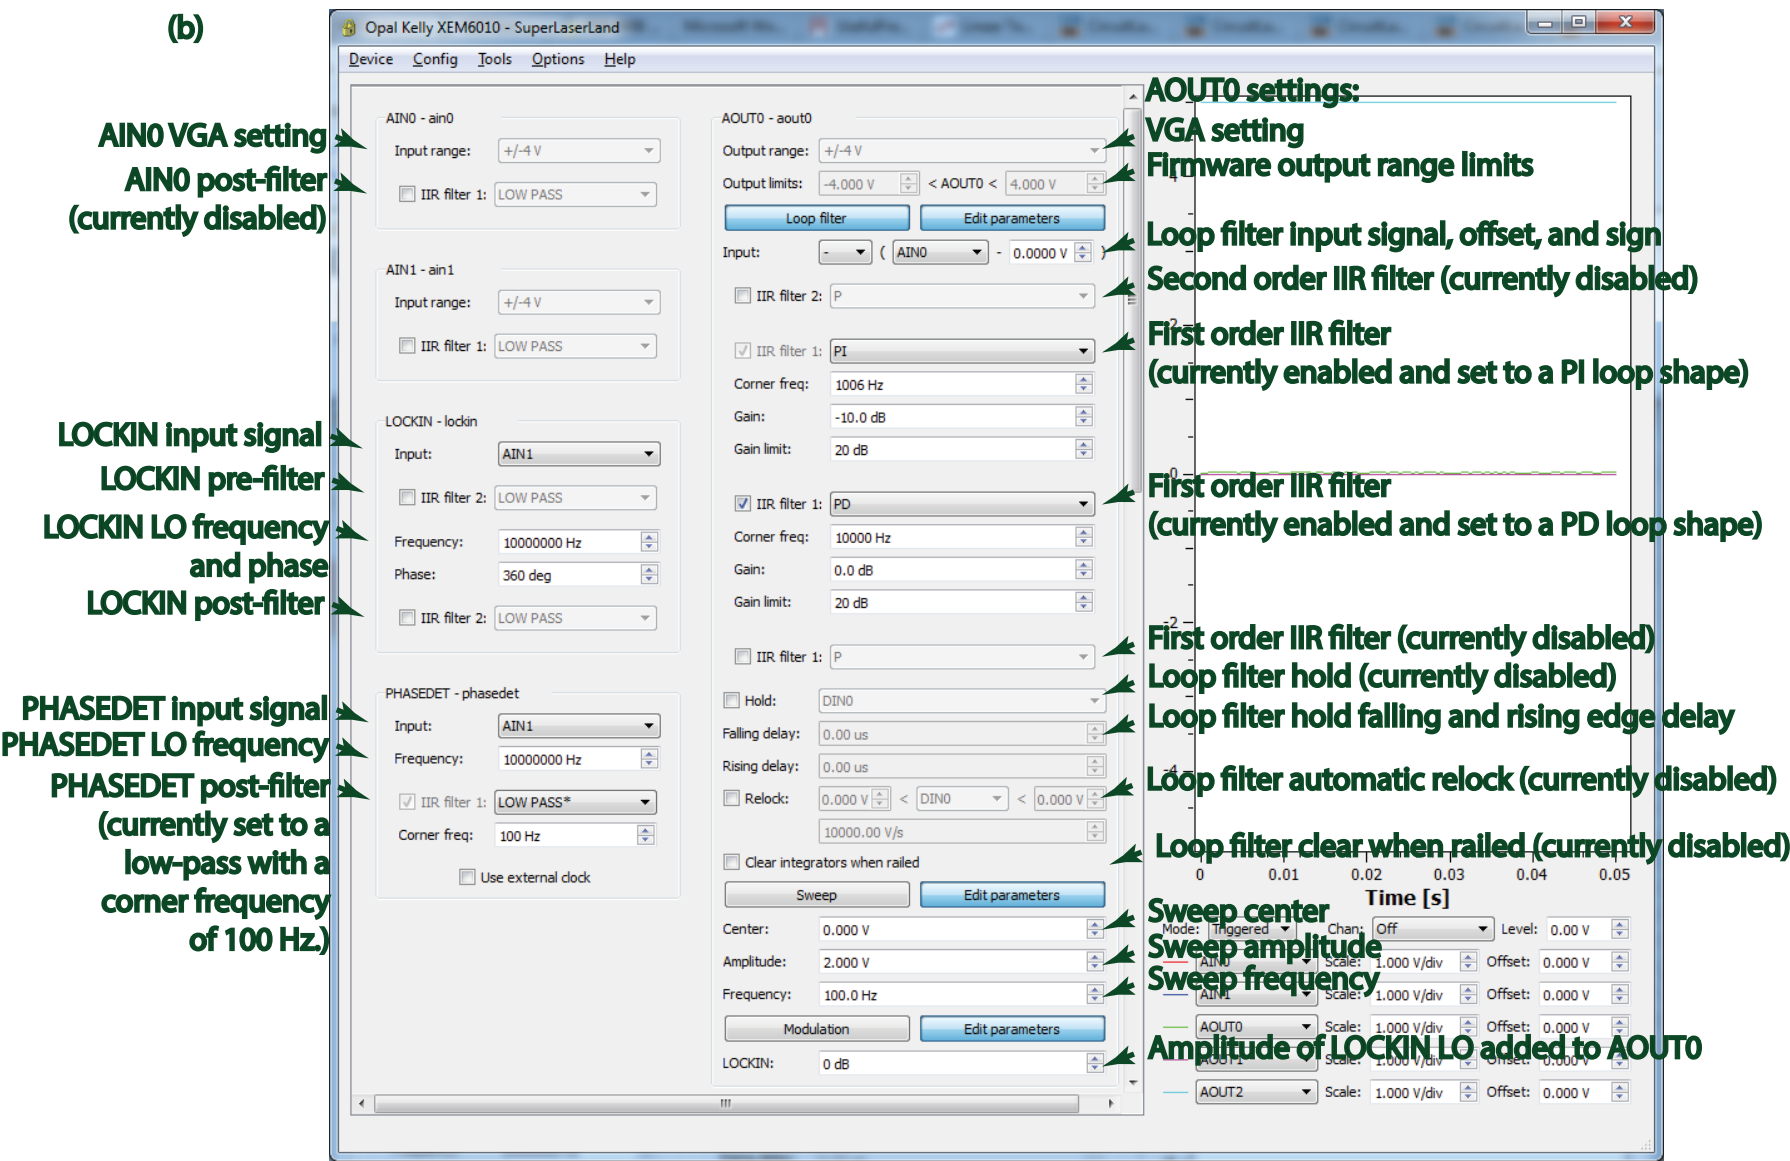 (b)
Opal Kelly XEM6010 - SuperLaserLand
Device Config Tools Options Help
AIN0 VGA setting
AIN0 post-filter
(currently disabled)
LOCKIN input signal
LOCKIN pre-filter
LOCKIN LO frequency
and phase
LOCKIN post-filter
PHASEDET input signal
PHASEDET LO frequency
PHASEDET post-filter
(currently set to a
low-pass with a
corner frequency
of 100 Hz.)
AIN0 - ain0
Input range: +/-4 V
IIR filter 1: LOW PASS
AIN1 - ain1
Input range: +/-4 V
IIR filter 1: LOW PASS
LOCKIN - lockin
Input: AIN1
IIR filter 2: LOW PASS
Frequency: 10000000 Hz
Phase: 360 deg
IIR filter 2: LOW PASS
PHASEDET - phasedet
Input: AIN1
Frequency: 10000000 Hz
IIR filter 1: LOW PASS*
Corner freq: 100 Hz
Use external clock
AOUT0 - aout0
Output range: +/-4 V
Output limits: -4.000 V < AOUT0 < 4.000 V
Loop filter Edit parameters
Input: - ( AIN0 - 0.0000 V )
IIR filter 2: P
IIR filter 1: PI
Corner freq: 1006 Hz
Gain: -10.0 dB
Gain limit: 20 dB
IIR filter 1: PD
Corner freq: 10000 Hz
Gain: 0.0 dB
Gain limit: 20 dB
IIR filter 1: P
Hold: DIN0
Falling delay: 0.00 us
Rising delay: 0.00 us
Relock: 0.000 V < DIN0 < 0.000 V
10000.00 V/s
Clear integrators when railed
Sweep Edit parameters
Center: 0.000 V
Amplitude: 2.000 V
Frequency: 100.0 Hz
Modulation Edit parameters
LOCKIN: 0 dB
AOUT0 settings:
VGA setting
Firmware output range limits
Loop filter input signal, offset, and sign
Second order IIR filter (currently disabled)
First order IIR filter
(currently enabled and set to a PI loop shape)
First order IIR filter
(currently enabled and set to a PD loop shape)
First order IIR filter (currently disabled)
Loop filter hold (currently disabled)
Loop filter hold falling and rising edge delay
Loop filter automatic relock (currently disabled)
Loop filter clear when railed (currently disabled)
Sweep center
Sweep amplitude
Sweep frequency
Amplitude of LOCKIN LO added to AOUT0
4
2
0
-2
-4
0 0.01 0.02 0.03 0.04 0.05
Time [s]
Mode: Triggered Chan: Off Level: 0.00 V
AIN0 Scale: 1.000 V/div Offset: 0.000 V
AIN1 Scale: 1.000 V/div Offset: 0.000 V
AOUT0 Scale: 1.000 V/div Offset: 0.000 V
AOUT1 Scale: 1.000 V/div Offset: 0.000 V
AOUT2 Scale: 1.000 V/div Offset: 0.000 V